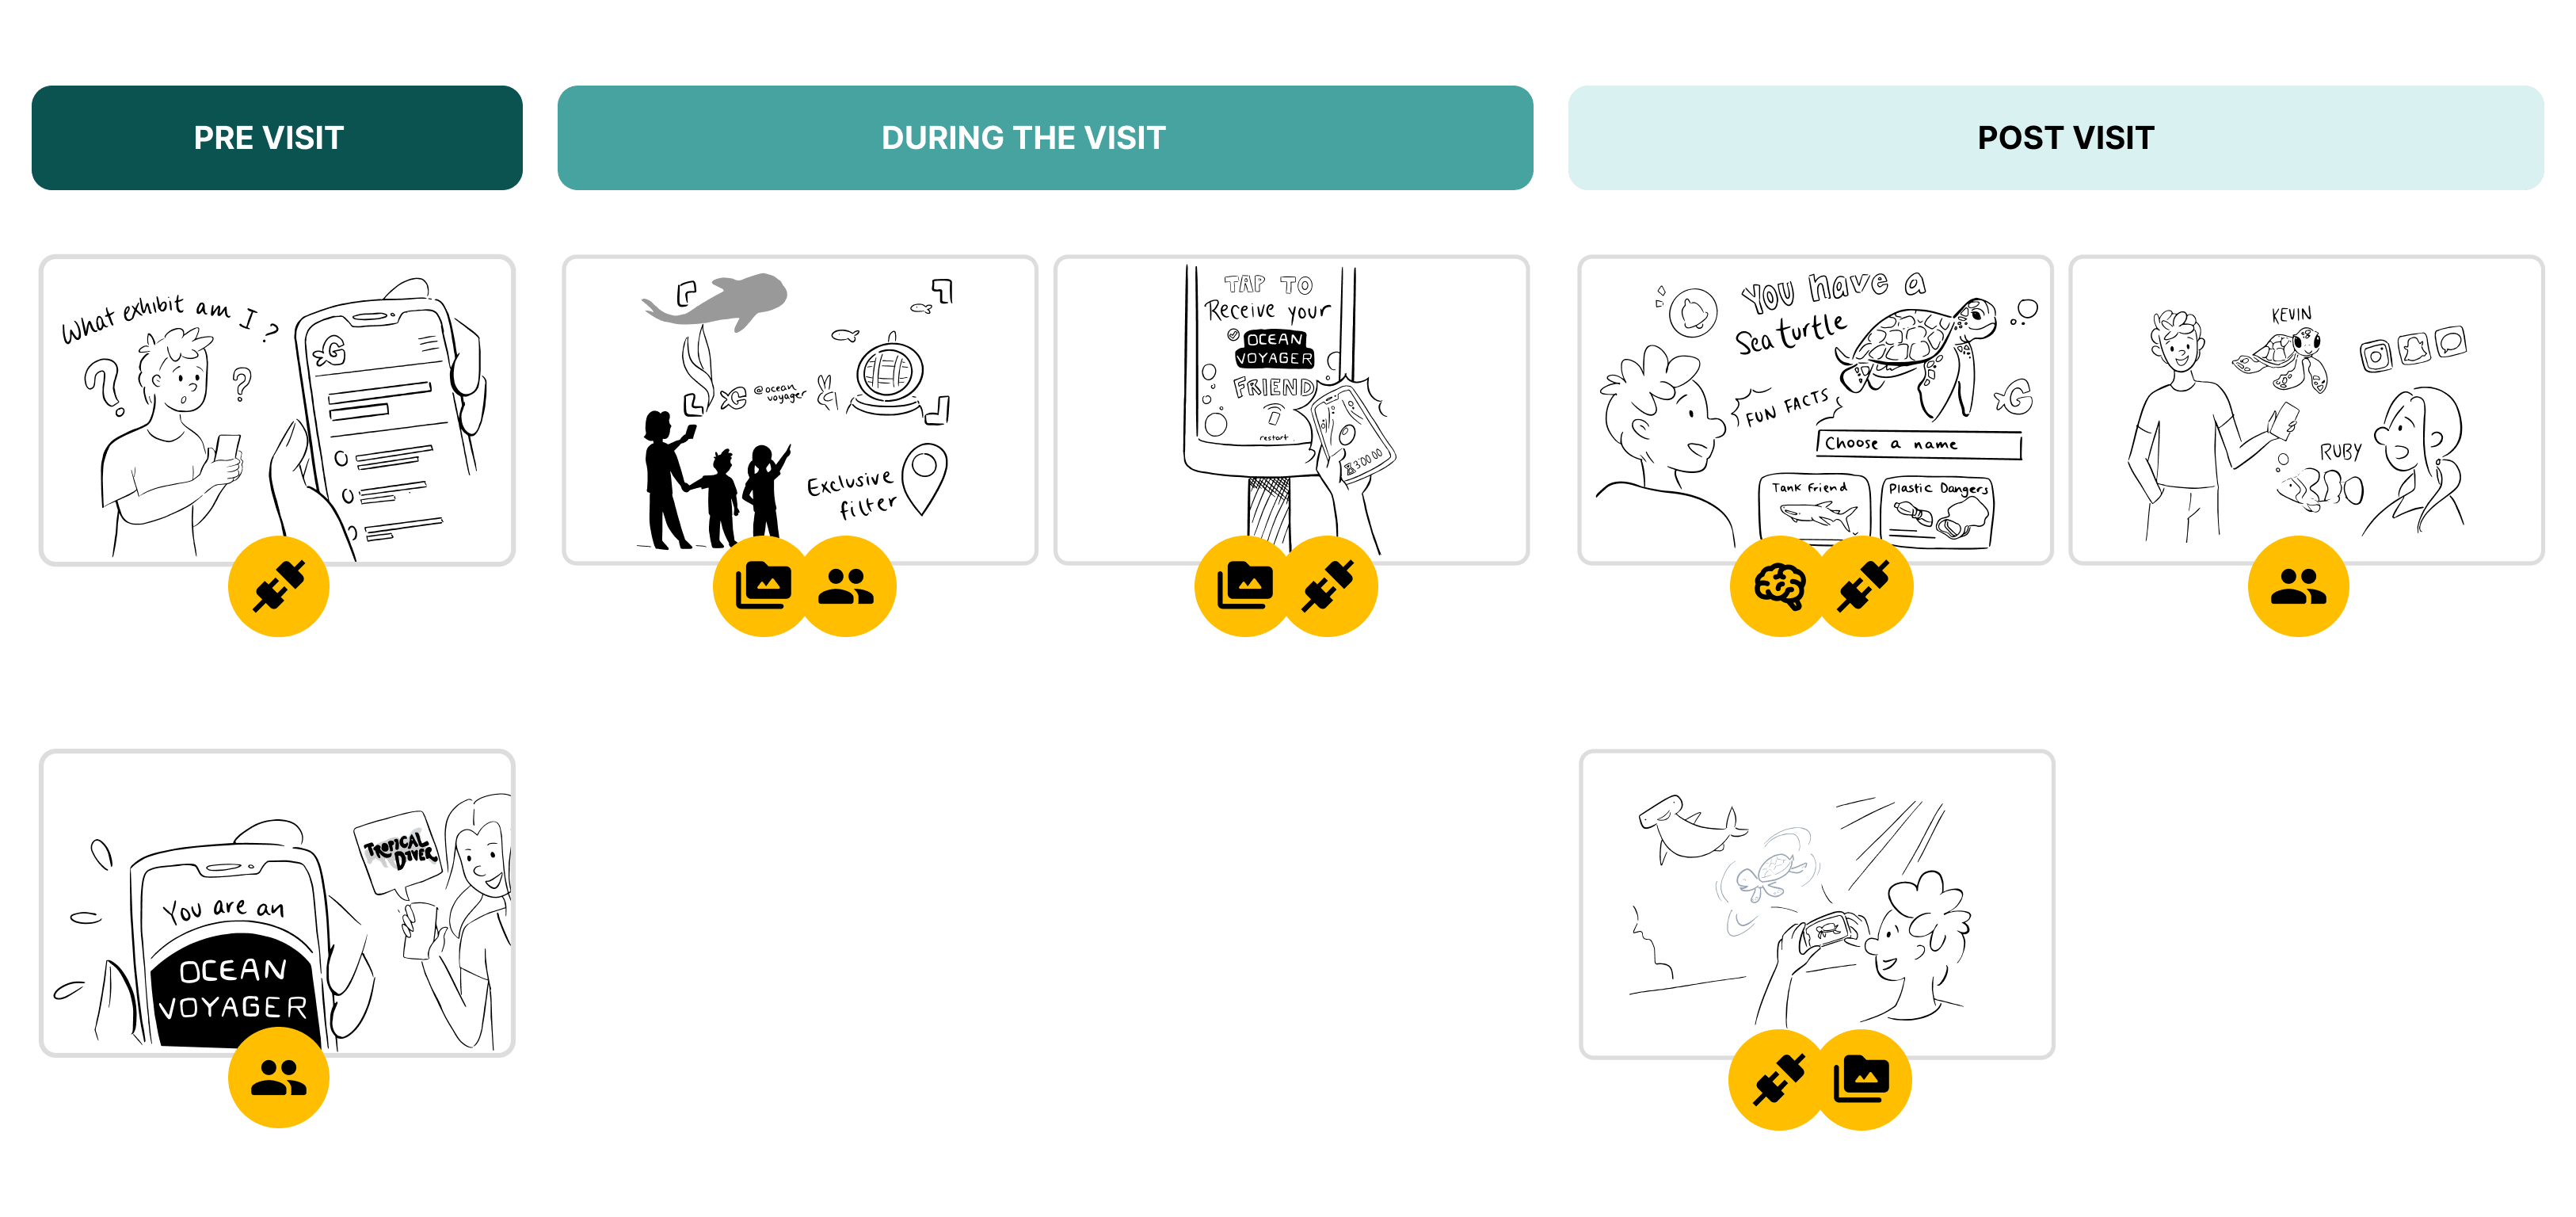 PRE VISIT
DURING THE VISIT
POST VISIT
What exhibit am I ?
?
?
G
G
@ocean
voyager
Exclusive
filter
TAP TO
Receive your
OCEAN
VOYAGER
FRIEND
restart
300.00
You have a
Sea turtle
FUN FACTS
G
Choose a name
Tank Friend
Plastic Dangers
KEVIN
RUBY
You are an
OCEAN
VOYAGER
TROPICAL
DIVER